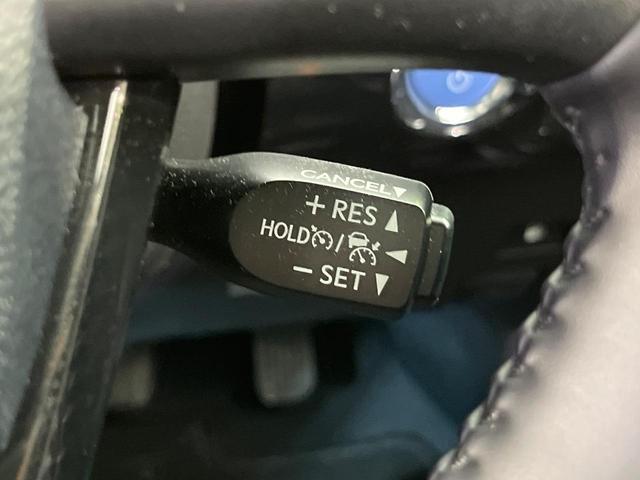 CANCEL▼
+ RES ▲
HOLD / ◀
− SET ▼